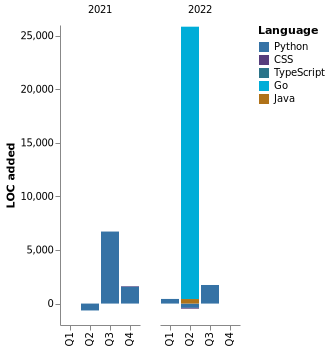 2021 2022
Language
Python
CSS
TypeScript
Go
Java
LOC added
25,000
20,000
15,000
10,000
5,000
0
Q1 Q2 Q3 Q4 Q1 Q2 Q3 Q4